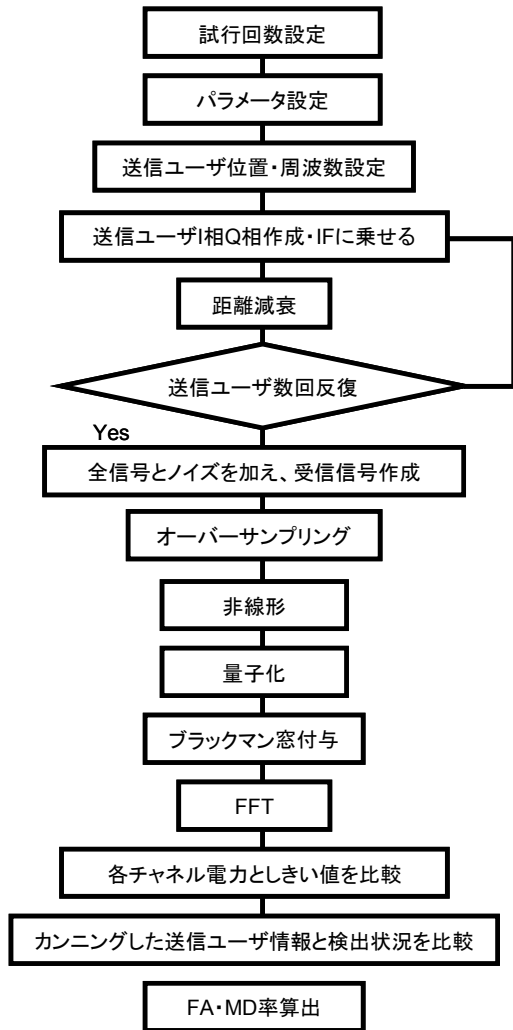 試行回数設定
パラメータ設定
送信ユーザ位置・周波数設定
送信ユーザI相Q相作成・IFに乗せる
距離減衰
送信ユーザ数回反復
Yes
全信号とノイズを加え、受信信号作成
オーバーサンプリング
非線形
量子化
ブラックマン窓付与
FFT
各チャネル電力としきい値を比較
カンニングした送信ユーザ情報と検出状況を比較
FA・MD率算出